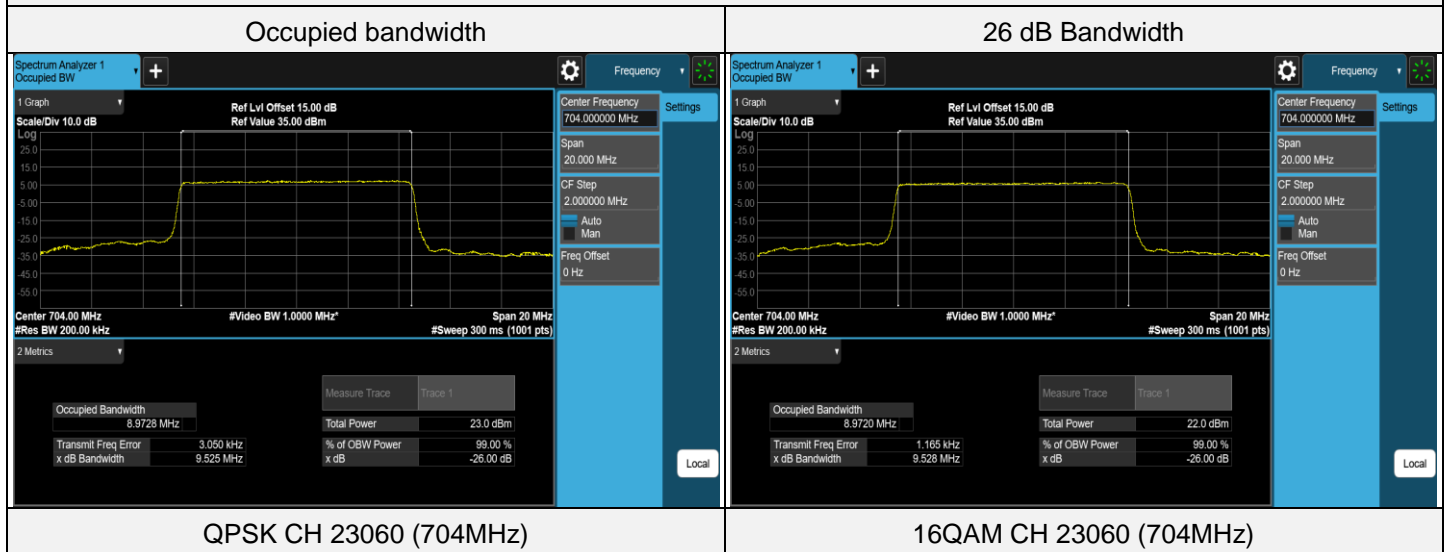 Occupied bandwidth
26 dB Bandwidth
Spectrum Analyzer 1
Occupied BW
+
Frequency
1 Graph
Scale/Div 10.0 dB
Ref Lvl Offset 15.00 dB
Ref Value 35.00 dBm
Log
25.0
15.0
5.00
-5.00
-15.0
-25.0
-35.0
-45.0
-55.0
Center 704.00 MHz
#Video BW 1.0000 MHz*
Span 20 MHz
#Res BW 200.00 kHz
#Sweep 300 ms (1001 pts)
Center Frequency
704.000000 MHz
Settings
Span
20.000 MHz
CF Step
2.000000 MHz
Auto
Man
Freq Offset
0 Hz
Local
2 Metrics
Measure Trace Trace 1
Occupied Bandwidth
8.9728 MHz
Total Power 23.0 dBm
Transmit Freq Error 3.050 kHz
% of OBW Power 99.00 %
x dB Bandwidth 9.525 MHz
x dB -26.00 dB
Spectrum Analyzer 1
Occupied BW
+
Frequency
1 Graph
Scale/Div 10.0 dB
Ref Lvl Offset 15.00 dB
Ref Value 35.00 dBm
Log
25.0
15.0
5.00
-5.00
-15.0
-25.0
-35.0
-45.0
-55.0
Center 704.00 MHz
#Video BW 1.0000 MHz*
Span 20 MHz
#Res BW 200.00 kHz
#Sweep 300 ms (1001 pts)
Center Frequency
704.000000 MHz
Settings
Span
20.000 MHz
CF Step
2.000000 MHz
Auto
Man
Freq Offset
0 Hz
Local
2 Metrics
Measure Trace Trace 1
Occupied Bandwidth
8.9720 MHz
Total Power 22.0 dBm
Transmit Freq Error 1.165 kHz
% of OBW Power 99.00 %
x dB Bandwidth 9.528 MHz
x dB -26.00 dB
QPSK CH 23060 (704MHz)
16QAM CH 23060 (704MHz)